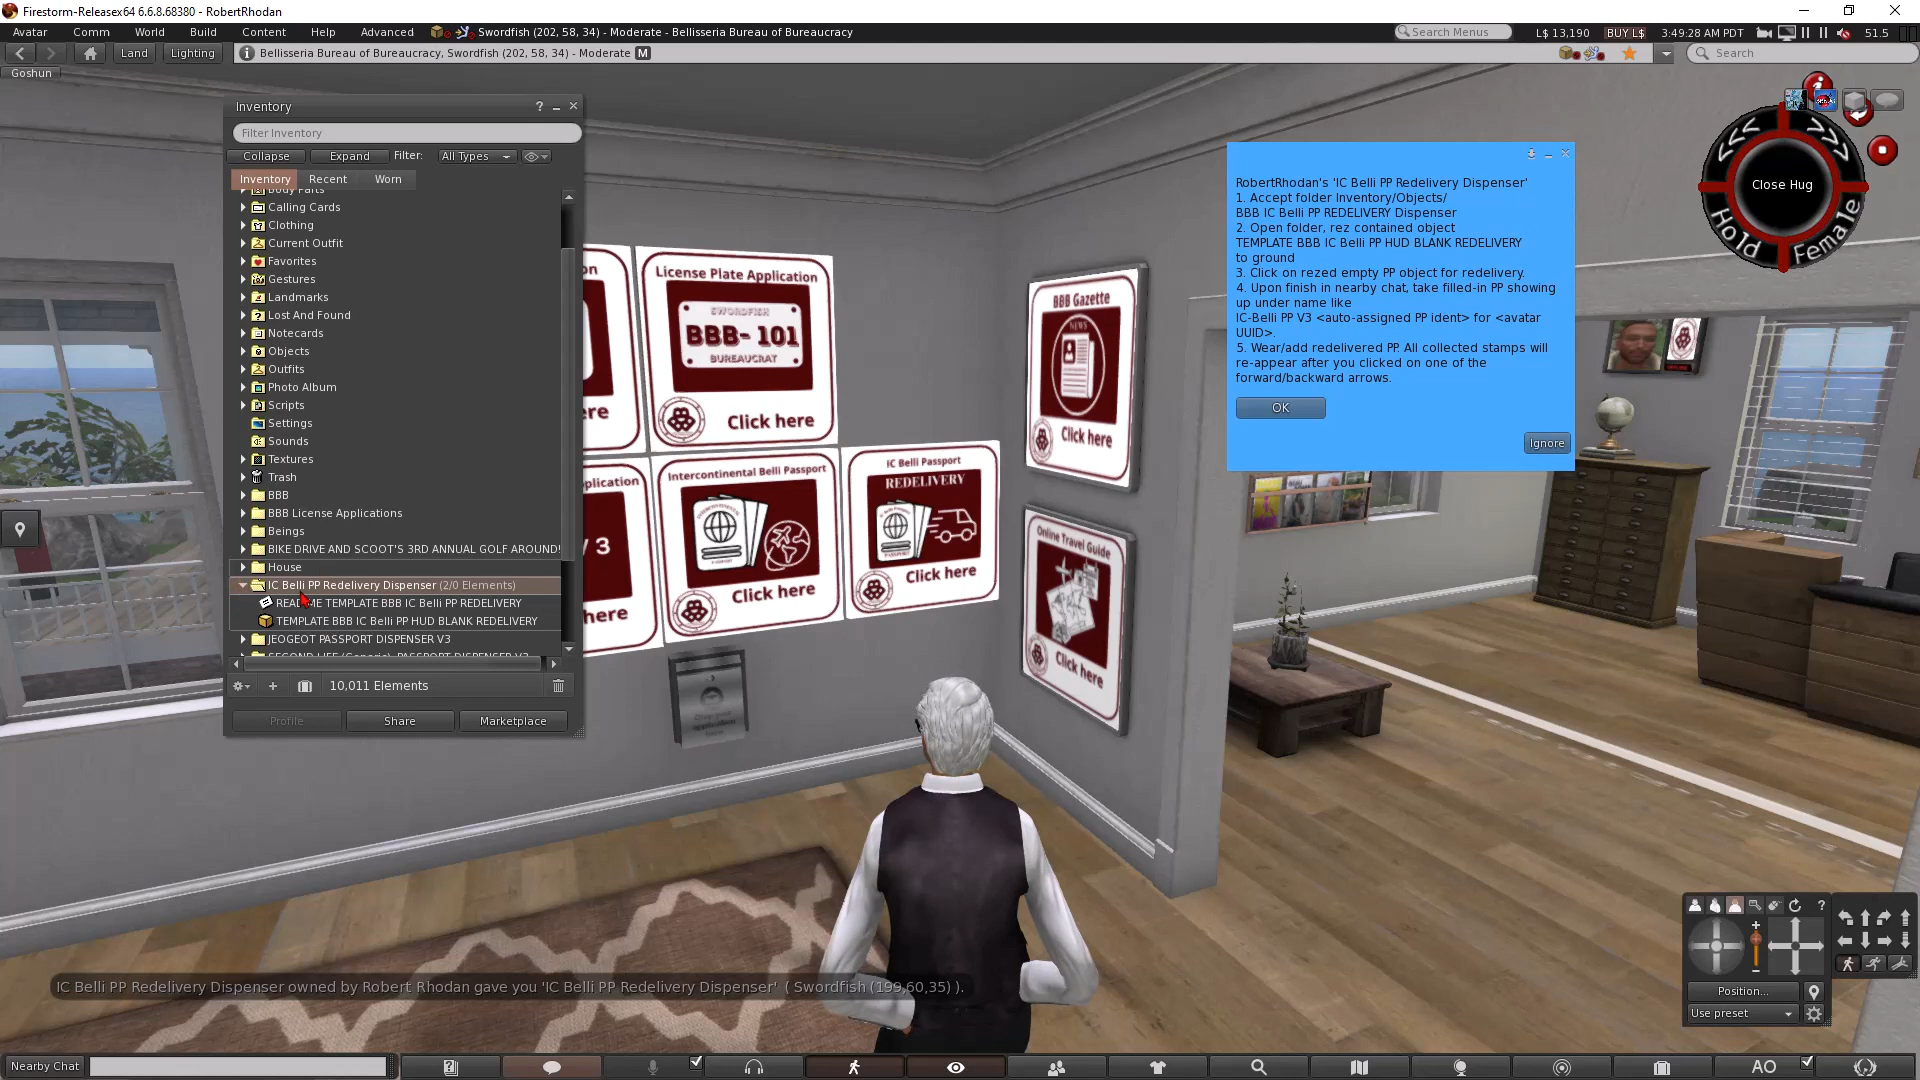 Firestorm-Releasex64 6.6.8.68380 - RobertRhodan
Avatar Comm World Build Content Help Advanced Swordfish (202, 58, 34) - Moderate - Bellisseria Bureau of Bureaucracy Search Menus L$ 13,190 BUY L$ 3:49:28 AM PDT 51.5
Land Lighting Bellisseria Bureau of Bureaucracy, Swordfish (202, 58, 34) - Moderate M Search
Goshun
Inventory ?
Filter Inventory
Collapse Expand Filter: All Types
Inventory Recent Worn
Body Parts
Calling Cards
Clothing
Current Outfit
Favorites
Gestures
Landmarks
Lost And Found
Notecards
Objects
Outfits
Photo Album
Scripts
Settings
Sounds
Textures
Trash
BBB
BBB License Applications
Beings
BIKE DRIVE AND SCOOT'S 3RD ANNUAL GOLF AROUND!
House
IC Belli PP Redelivery Dispenser (2/0 Elements)
README TEMPLATE BBB IC Belli PP REDELIVERY
TEMPLATE BBB IC Belli PP HUD BLANK REDELIVERY
JEOGEOT PASSPORT DISPENSER V3
SECOND LIFE (Generic) PASSPORT DISPENSER V3
10,011 Elements
Profile Share Marketplace
License Plate Application
SWORDFISH
BBB- 101
BUREAUCRAT
Click here
Intercontinental Belli Passport
Click here
IC Belli Passport
REDELIVERY
Click here
BBB Gazette
NEWS
Click here
Online Travel Guide
Click here
RobertRhodan's 'IC Belli PP Redelivery Dispenser'
1. Accept folder Inventory/Objects/
BBB IC Belli PP REDELIVERY Dispenser
2. Open folder, rez contained object
TEMPLATE BBB IC Belli PP HUD BLANK REDELIVERY
to ground
3. Click on rezed empty PP object for redelivery.
4. Upon finish in nearby chat, take filled-in PP showing
up under name like
IC-Belli PP V3 <auto-assigned PP ident> for <avatar
UUID>.
5. Wear/add redelivered PP. All collected stamps will
re-appear after you clicked on one of the
forward/backward arrows.
OK
Ignore
Close Hug
Hold
Female
IC Belli PP Redelivery Dispenser owned by Robert Rhodan gave you 'IC Belli PP Redelivery Dispenser' ( Swordfish (199,60,35) ).
?
Position...
Use preset
Nearby Chat
AO